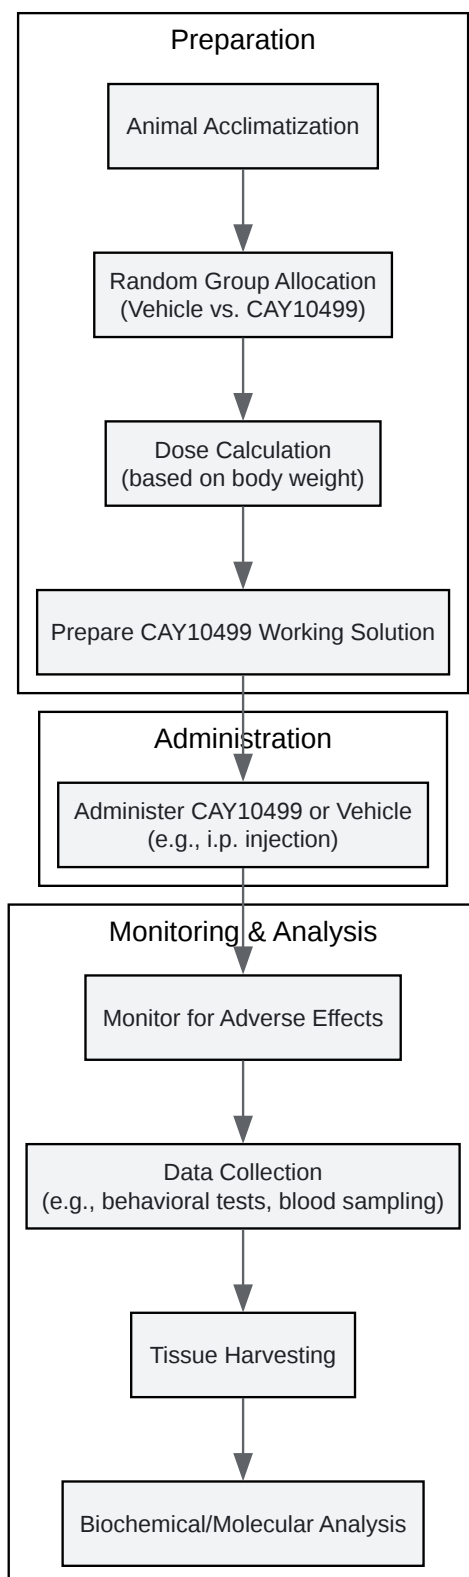 Preparation
Animal Acclimatization
Random Group Allocation
(Vehicle vs. CAY10499)
Dose Calculation
(based on body weight)
Prepare CAY10499 Working Solution
Administration
Administer CAY10499 or Vehicle
(e.g., i.p. injection)
Monitoring & Analysis
Monitor for Adverse Effects
Data Collection
(e.g., behavioral tests, blood sampling)
Tissue Harvesting
Biochemical/Molecular Analysis